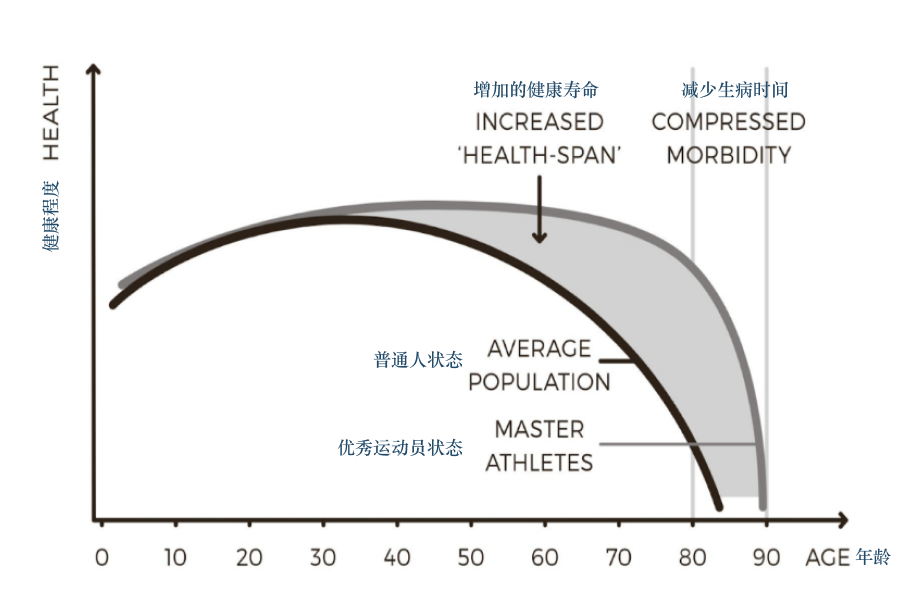 HEALTH
健康程度
增加的健康寿命
INCREASED
‘HEALTH-SPAN’
减少生病时间
COMPRESSED
MORBIDITY
普通人状态
AVERAGE
POPULATION
优秀运动员状态
MASTER
ATHLETES
0 10 20 30 40 50 60 70 80 90 AGE 年龄